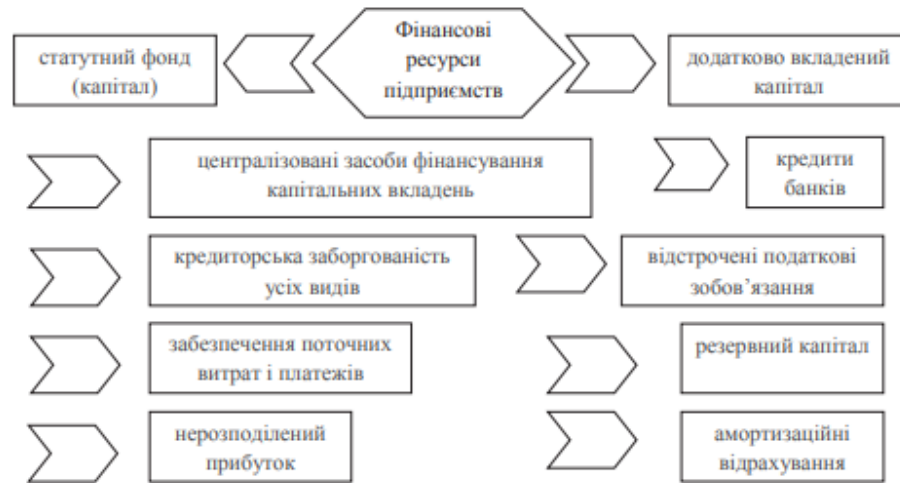 статутний фонд
(капітал)
Фінансові
ресурси
підприємств
додатково вкладений
капітал
централізовані засоби фінансування
капітальних вкладень
кредити
банків
кредиторська заборгованість
усіх видів
відстрочені податкові
зобов’язання
забезпечення поточних
витрат і платежів
резервний капітал
нерозподілений
прибуток
амортизаційні
відрахування